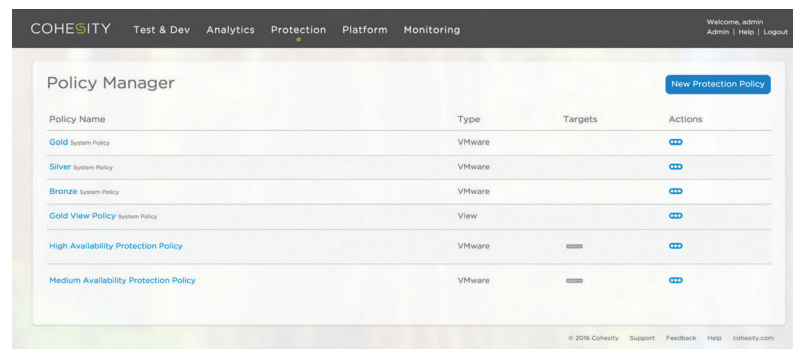 COHESITY Test & Dev Analytics Protection Platform Monitoring
Welcome, admin
Admin | Help | Logout
Policy Manager
New Protection Policy
Policy Name Type Targets Actions
Gold System Policy VMware
Silver System Policy VMware
Bronze System Policy VMware
Gold View Policy System Policy View
High Availability Protection Policy VMware
Medium Availability Protection Policy VMware
© 2016 Cohesity Support Feedback Help cohesity.com